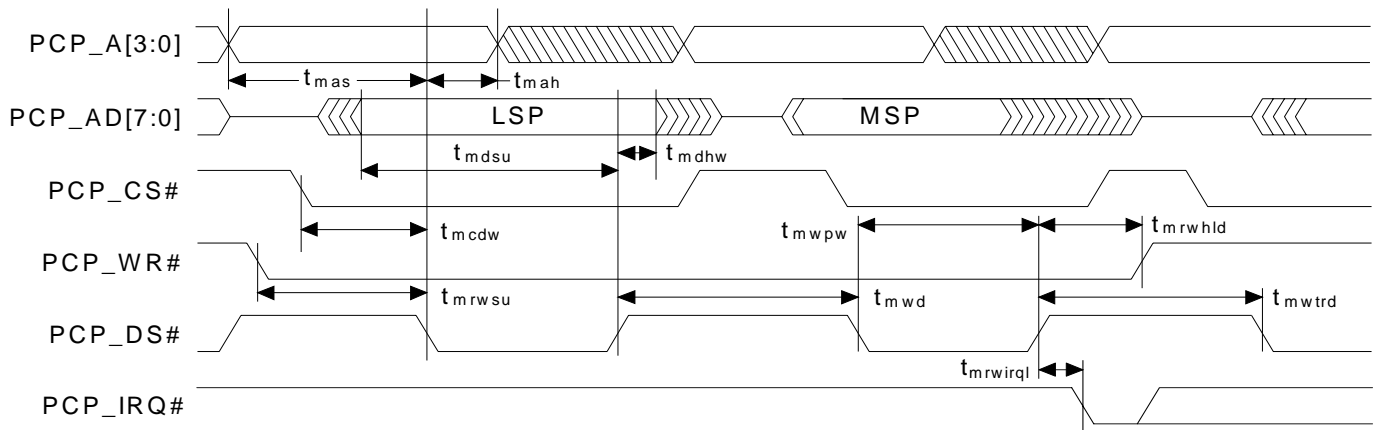 PCP_A[3:0]
t mas
t mah
PCP_AD[7:0]
LSP
MSP
t mdsu
t mdhw
PCP_CS#
t mcdw
t mwpw
t mrwhld
PCP_WR#
t mrwsu
t mwd
t mwtrd
PCP_DS#
t mrwirql
PCP_IRQ#